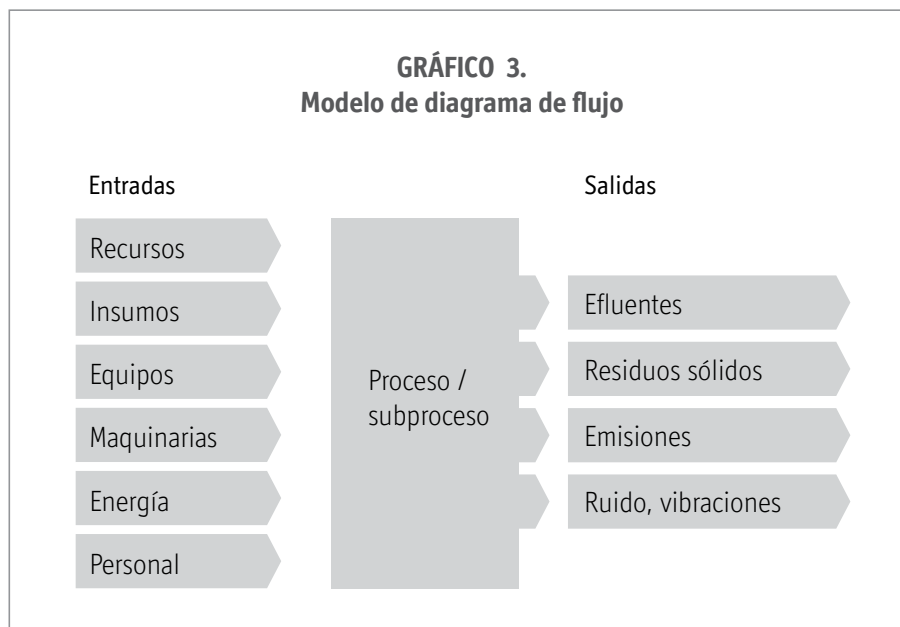 GRÁFICO 3.
Modelo de diagrama de flujo
Entradas
Recursos
Insumos
Equipos
Maquinarias
Energía
Personal
Proceso /
subproceso
Salidas
Efluentes
Residuos sólidos
Emisiones
Ruido, vibraciones